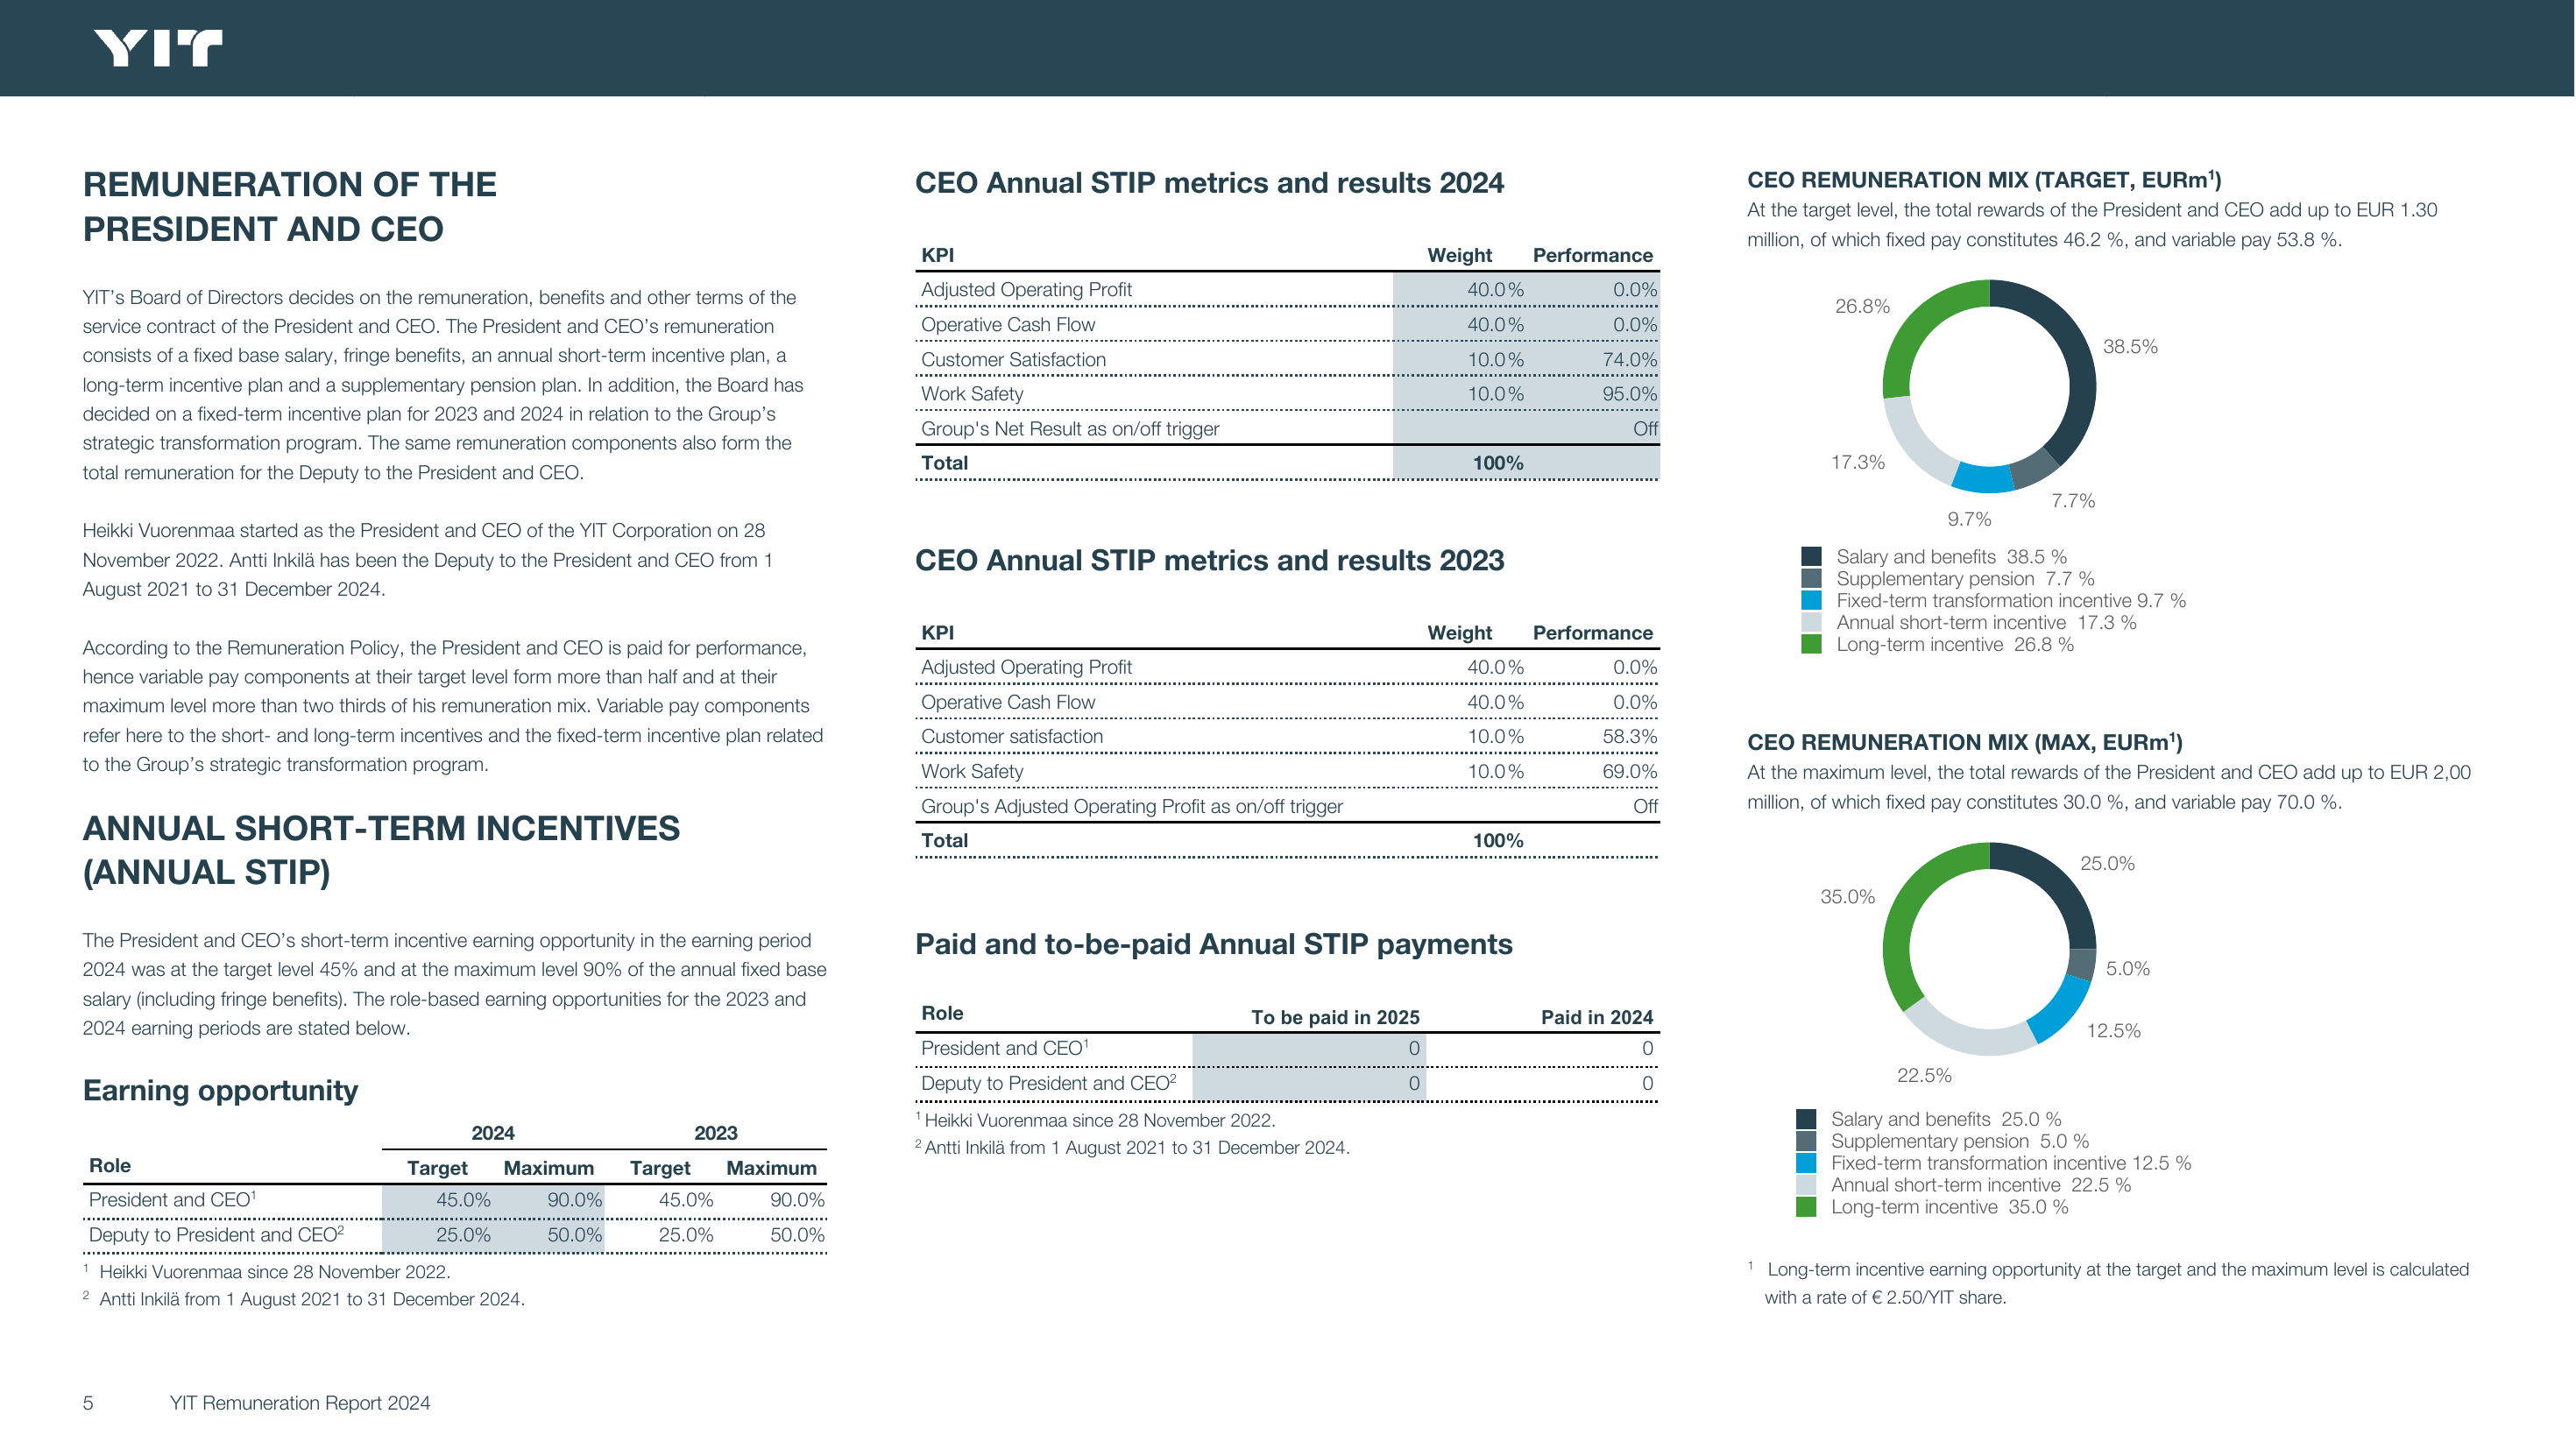 YIT
REMUNERATION OF THE
PRESIDENT AND CEO
YIT’s Board of Directors decides on the remuneration, benefits and other terms of the
service contract of the President and CEO. The President and CEO’s remuneration
consists of a fixed base salary, fringe benefits, an annual short-term incentive plan, a
long-term incentive plan and a supplementary pension plan. In addition, the Board has
decided on a fixed-term incentive plan for 2023 and 2024 in relation to the Group’s
strategic transformation program. The same remuneration components also form the
total remuneration for the Deputy to the President and CEO.
Heikki Vuorenmaa started as the President and CEO of the YIT Corporation on 28
November 2022. Antti Inkilä has been the Deputy to the President and CEO from 1
August 2021 to 31 December 2024.
According to the Remuneration Policy, the President and CEO is paid for performance,
hence variable pay components at their target level form more than half and at their
maximum level more than two thirds of his remuneration mix. Variable pay components
refer here to the short- and long-term incentives and the fixed-term incentive plan related
to the Group’s strategic transformation program.
ANNUAL SHORT-TERM INCENTIVES
(ANNUAL STIP)
The President and CEO’s short-term incentive earning opportunity in the earning period
2024 was at the target level 45% and at the maximum level 90% of the annual fixed base
salary (including fringe benefits). The role-based earning opportunities for the 2023 and
2024 earning periods are stated below.
Earning opportunity
2024 2023
Role Target Maximum Target Maximum
President and CEO¹ 45.0% 90.0% 45.0% 90.0%
Deputy to President and CEO² 25.0% 50.0% 25.0% 50.0%
¹ Heikki Vuorenmaa since 28 November 2022.
² Antti Inkilä from 1 August 2021 to 31 December 2024.
CEO Annual STIP metrics and results 2024
KPI Weight Performance
Adjusted Operating Profit 40.0% 0.0%
Operative Cash Flow 40.0% 0.0%
Customer Satisfaction 10.0% 74.0%
Work Safety 10.0% 95.0%
Group's Net Result as on/off trigger Off
Total 100%
CEO Annual STIP metrics and results 2023
KPI Weight Performance
Adjusted Operating Profit 40.0% 0.0%
Operative Cash Flow 40.0% 0.0%
Customer satisfaction 10.0% 58.3%
Work Safety 10.0% 69.0%
Group's Adjusted Operating Profit as on/off trigger Off
Total 100%
Paid and to-be-paid Annual STIP payments
Role To be paid in 2025 Paid in 2024
President and CEO¹ 0 0
Deputy to President and CEO² 0 0
¹ Heikki Vuorenmaa since 28 November 2022.
² Antti Inkilä from 1 August 2021 to 31 December 2024.
CEO REMUNERATION MIX (TARGET, EURm¹)
At the target level, the total rewards of the President and CEO add up to EUR 1.30
million, of which fixed pay constitutes 46.2 %, and variable pay 53.8 %.
26.8%
38.5%
17.3%
7.7%
9.7%
Salary and benefits 38.5 %
Supplementary pension 7.7 %
Fixed-term transformation incentive 9.7 %
Annual short-term incentive 17.3 %
Long-term incentive 26.8 %
CEO REMUNERATION MIX (MAX, EURm¹)
At the maximum level, the total rewards of the President and CEO add up to EUR 2,00
million, of which fixed pay constitutes 30.0 %, and variable pay 70.0 %.
25.0%
35.0%
5.0%
12.5%
22.5%
Salary and benefits 25.0 %
Supplementary pension 5.0 %
Fixed-term transformation incentive 12.5 %
Annual short-term incentive 22.5 %
Long-term incentive 35.0 %
¹ Long-term incentive earning opportunity at the target and the maximum level is calculated
with a rate of € 2.50/YIT share.
5 YIT Remuneration Report 2024